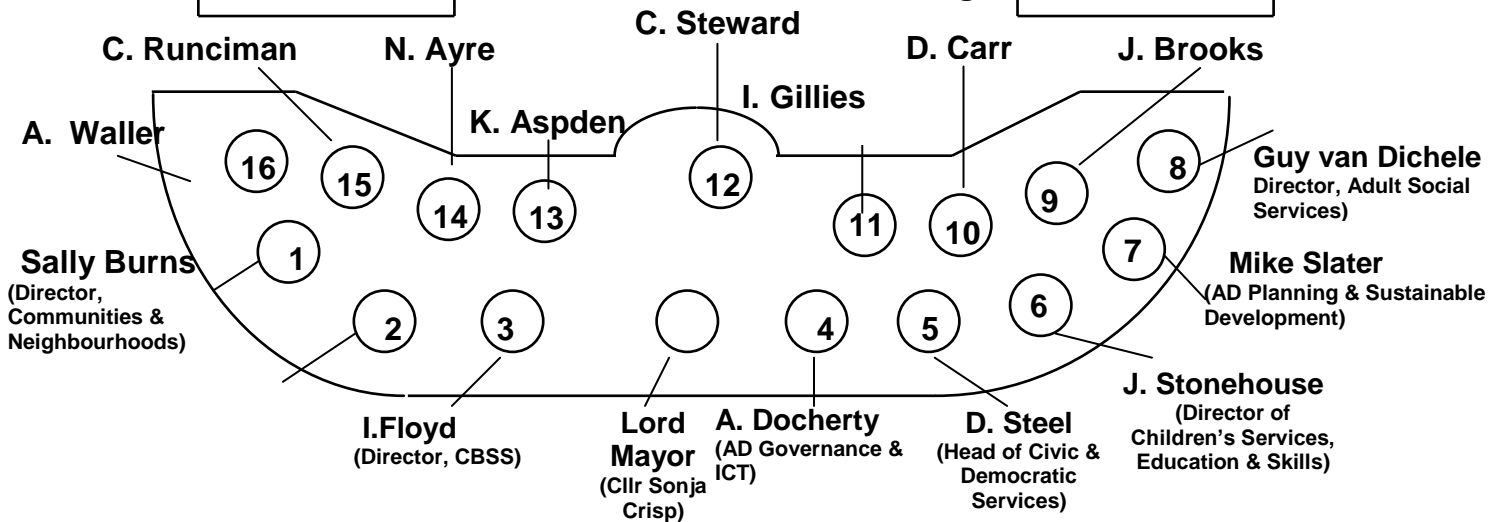 C. Steward
C. Runciman
N. Ayre
D. Carr
J. Brooks
I. Gillies
K. Aspden
A. Waller
16
15
14
13
12
11
10
9
8
Guy van Dichele
Director, Adult Social
Services)
Sally Burns
(Director,
Communities &
Neighbourhoods)
1
2
3
4
5
6
7
Mike Slater
(AD Planning & Sustainable
Development)
I.Floyd
(Director, CBSS)
Lord
Mayor
(Cllr Sonja
Crisp)
A. Docherty
(AD Governance &
ICT)
D. Steel
(Head of Civic &
Democratic
Services)
J. Stonehouse
(Director of
Children's Services,
Education & Skills)